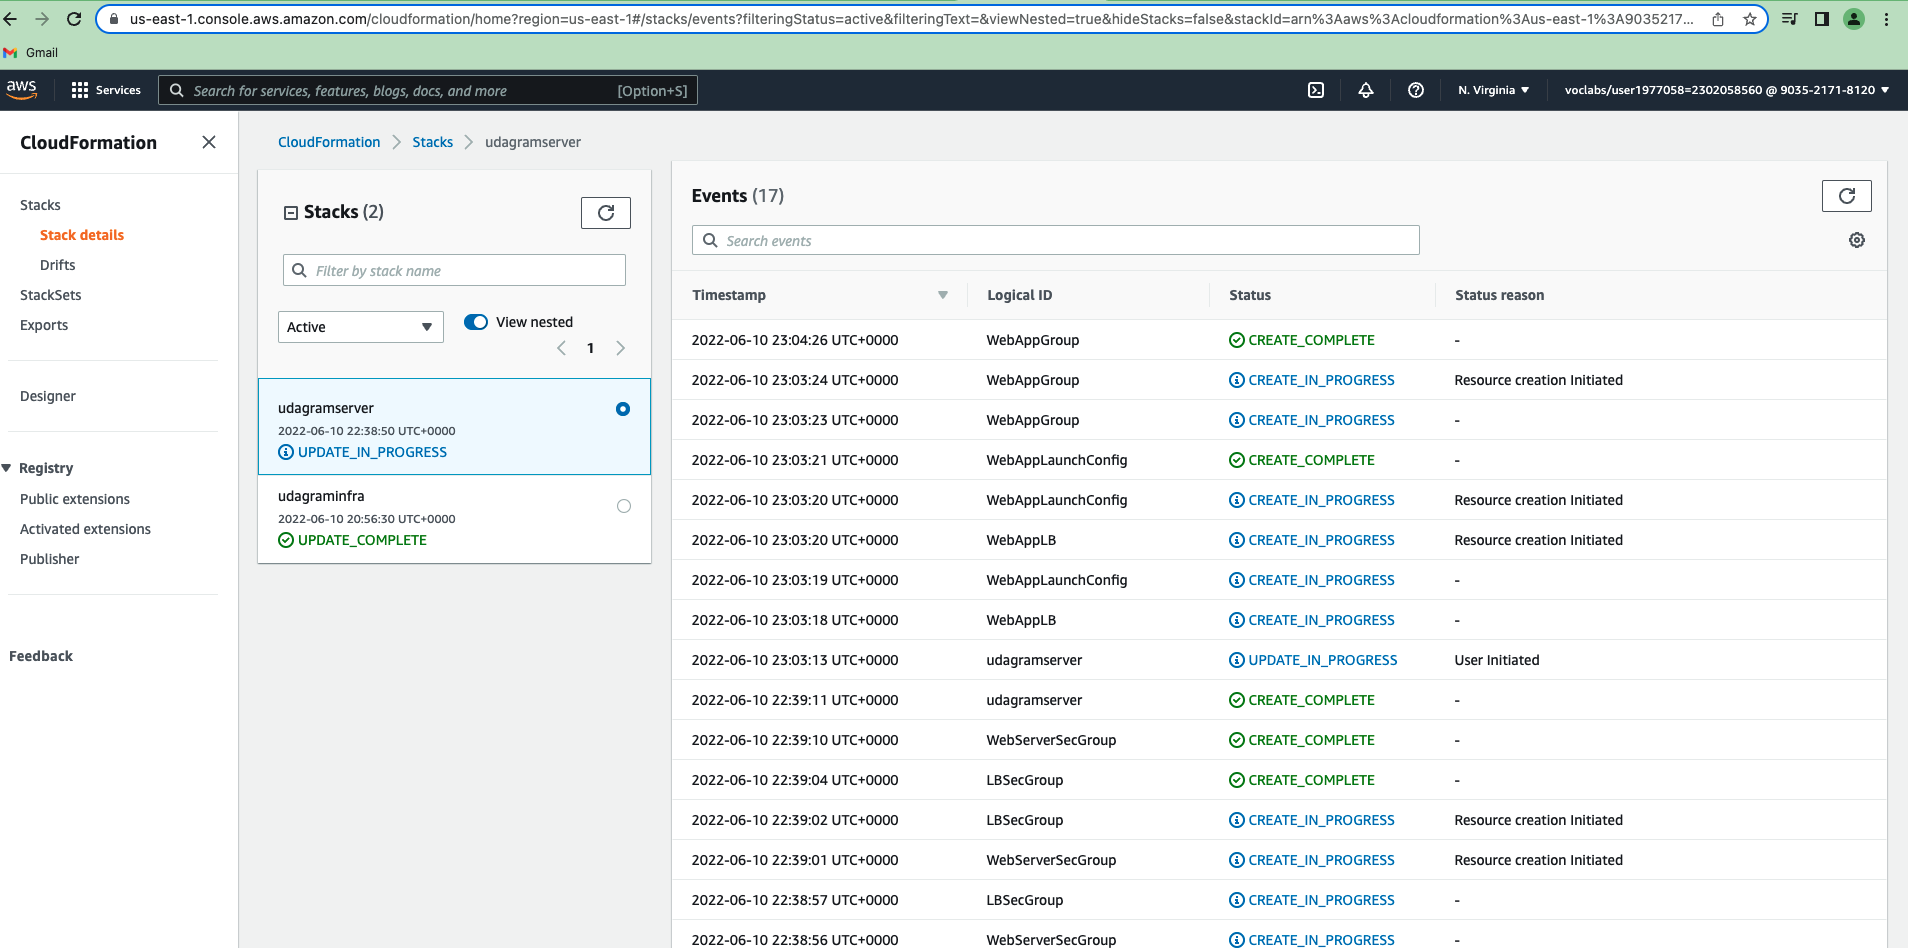 us-east-1.console.aws.amazon.com/cloudformation/home?region=us-east-1#/stacks/events?filteringStatus=active&filteringText=&viewNested=true&hideStacks=false&stackId=arn%3Aaws%3Acloudformation%3Aus-east-1%3A9035217...
Gmail
aws
Services
Search for services, features, blogs, docs, and more [Option+S]
N. Virginia ▼
voclabs/user1977058=2302058560 @ 9035-2171-8120 ▼
CloudFormation
Stacks
Stack details
Drifts
StackSets
Exports
Designer
Registry
Public extensions
Activated extensions
Publisher
Feedback
CloudFormation > Stacks > udagramserver
Stacks (2)
Filter by stack name
Active
View nested
1
udagramserver
2022-06-10 22:38:50 UTC+0000
UPDATE_IN_PROGRESS
udagraminfra
2022-06-10 20:56:30 UTC+0000
UPDATE_COMPLETE
Events (17)
Search events
Timestamp Logical ID Status Status reason
2022-06-10 23:04:26 UTC+0000 WebAppGroup CREATE_COMPLETE -
2022-06-10 23:03:24 UTC+0000 WebAppGroup CREATE_IN_PROGRESS Resource creation Initiated
2022-06-10 23:03:23 UTC+0000 WebAppGroup CREATE_IN_PROGRESS -
2022-06-10 23:03:21 UTC+0000 WebAppLaunchConfig CREATE_COMPLETE -
2022-06-10 23:03:20 UTC+0000 WebAppLaunchConfig CREATE_IN_PROGRESS Resource creation Initiated
2022-06-10 23:03:20 UTC+0000 WebAppLB CREATE_IN_PROGRESS Resource creation Initiated
2022-06-10 23:03:19 UTC+0000 WebAppLaunchConfig CREATE_IN_PROGRESS -
2022-06-10 23:03:18 UTC+0000 WebAppLB CREATE_IN_PROGRESS -
2022-06-10 23:03:13 UTC+0000 udagramserver UPDATE_IN_PROGRESS User Initiated
2022-06-10 22:39:11 UTC+0000 udagramserver CREATE_COMPLETE -
2022-06-10 22:39:10 UTC+0000 WebServerSecGroup CREATE_COMPLETE -
2022-06-10 22:39:04 UTC+0000 LBSecGroup CREATE_COMPLETE -
2022-06-10 22:39:02 UTC+0000 LBSecGroup CREATE_IN_PROGRESS Resource creation Initiated
2022-06-10 22:39:01 UTC+0000 WebServerSecGroup CREATE_IN_PROGRESS Resource creation Initiated
2022-06-10 22:38:57 UTC+0000 LBSecGroup CREATE_IN_PROGRESS -
2022-06-10 22:38:56 UTC+0000 WebServerSecGroup CREATE_IN_PROGRESS -